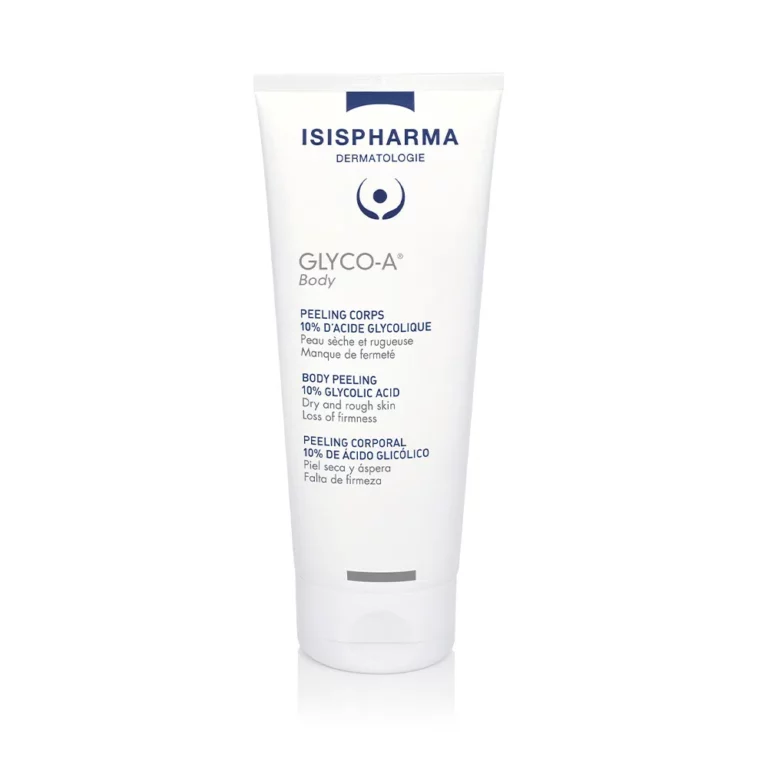 ISISPHARMA
DERMATOLOGIE
GLYCO-A®
Body
PEELING CORPS
10% D'ACIDE GLYCOLIQUE
Peau sèche et rugueuse
Manque de fermeté
BODY PEELING
10% GLYCOLIC ACID
Dry and rough skin
Loss of firmness
PEELING CORPORAL
10% DE ÁCIDO GLICÓLICO
Piel seca y áspera
Falta de firmeza